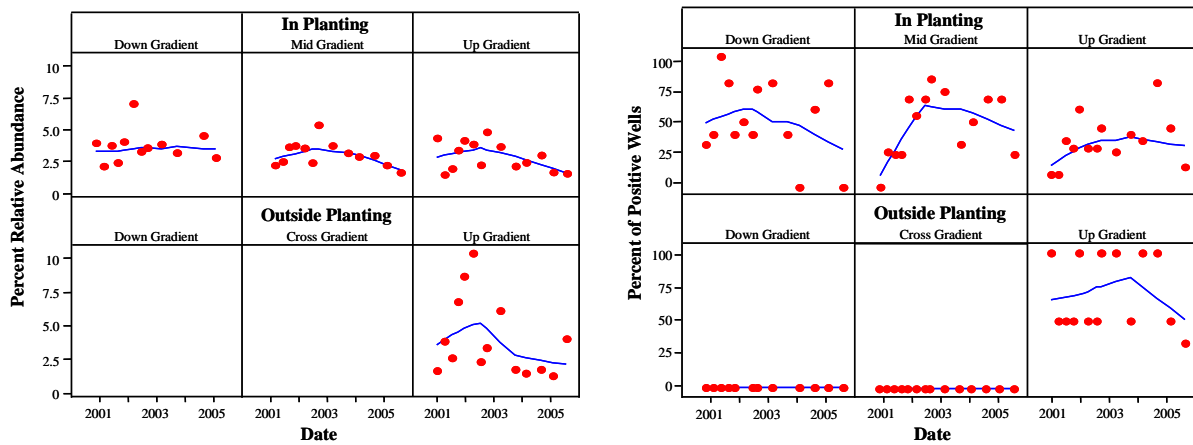 In Planting
Down Gradient Mid Gradient Up Gradient
10
7.5
5.0
2.5
0
Outside Planting
Down Gradient Cross Gradient Up Gradient
10
5.0
2.5
0
2001 2003 2005 2001 2003 2005 2001 2003 2005
Percent Relative Abundance
Date
In Planting
Down Gradient Mid Gradient Up Gradient
100
75
50
25
0
Outside Planting
Down Gradient Cross Gradient Up Gradient
100
75
50
25
0
2001 2003 2005 2001 2003 2005 2001 2003 2005
Percent of Positive Wells
Date